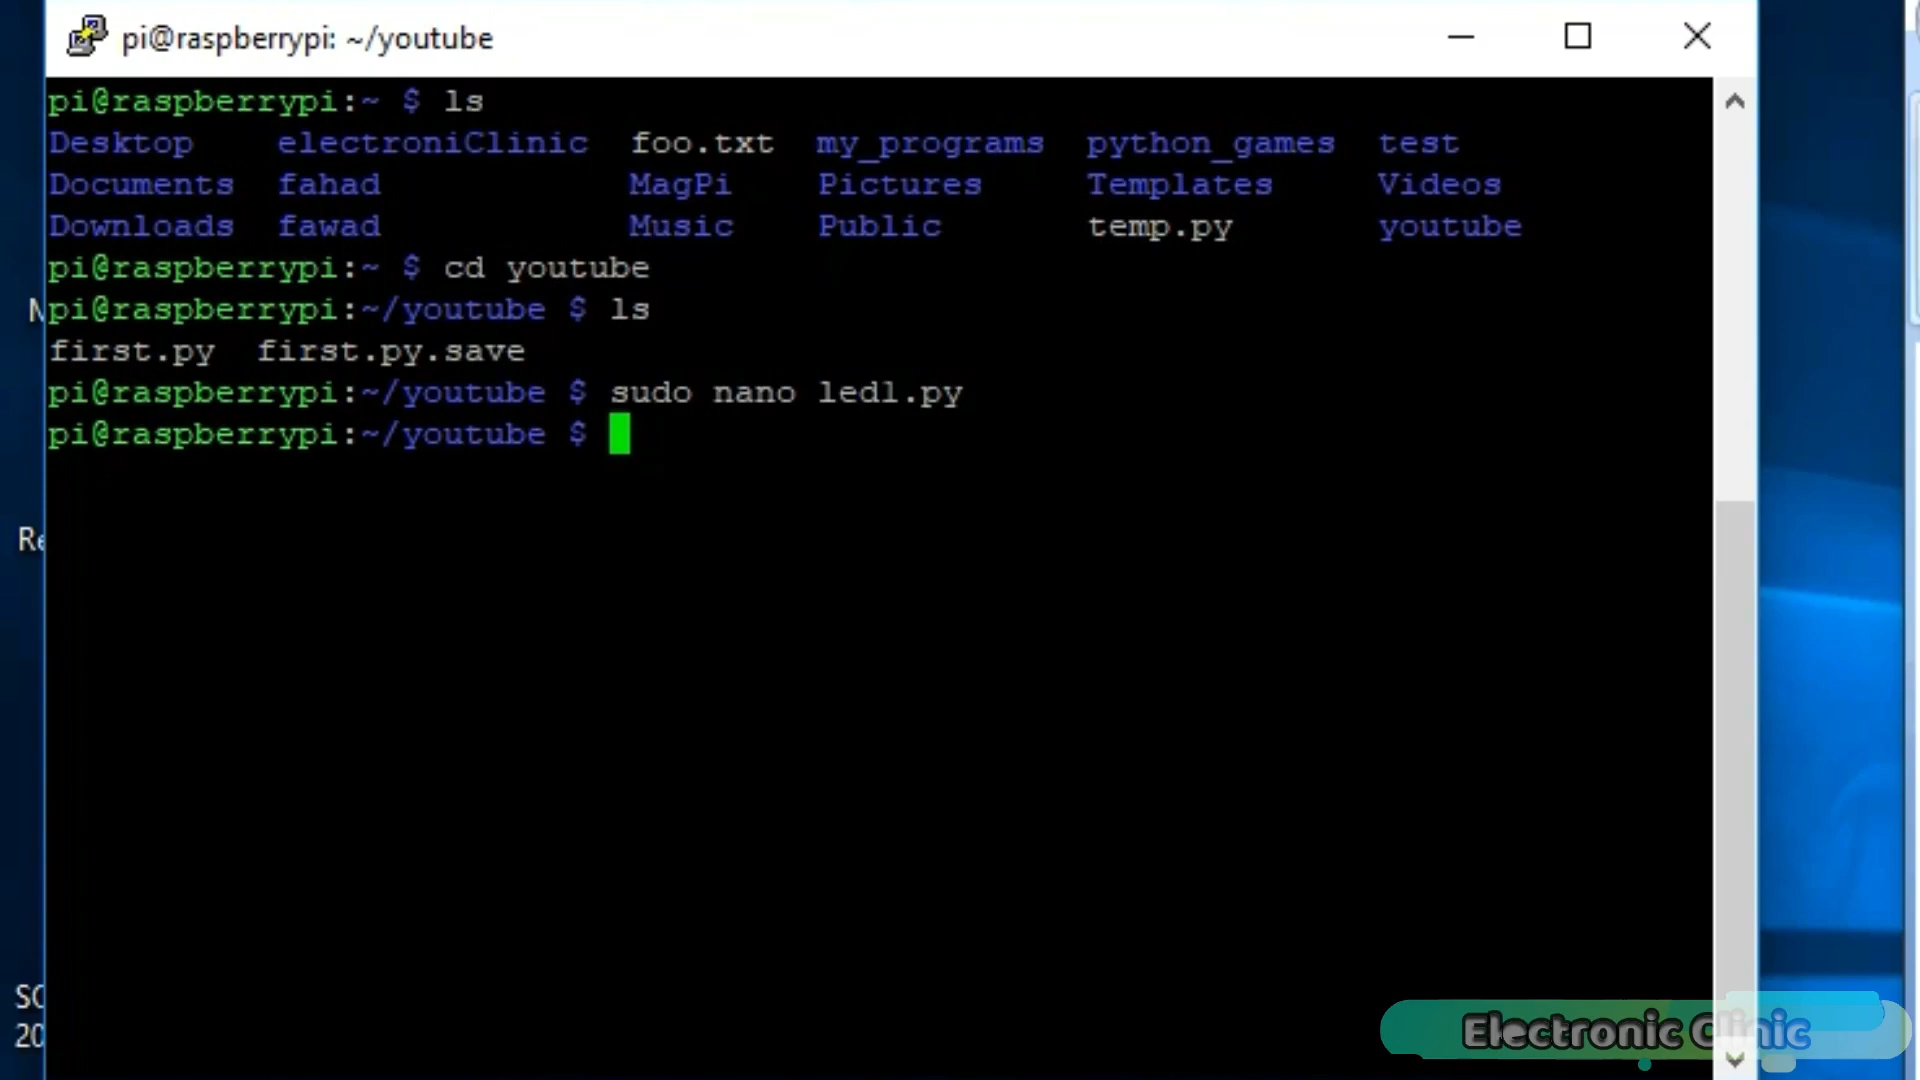 pi@raspberrypi: ~/youtube
pi@raspberrypi:~ $ ls
Desktop electroniClinic foo.txt my_programs python_games test
Documents fahad MagPi Pictures Templates Videos
Downloads fawad Music Public temp.py youtube
pi@raspberrypi:~ $ cd youtube
pi@raspberrypi:~/youtube $ ls
first.py first.py.save
pi@raspberrypi:~/youtube $ sudo nano led1.py
pi@raspberrypi:~/youtube $
Electronic Clinic